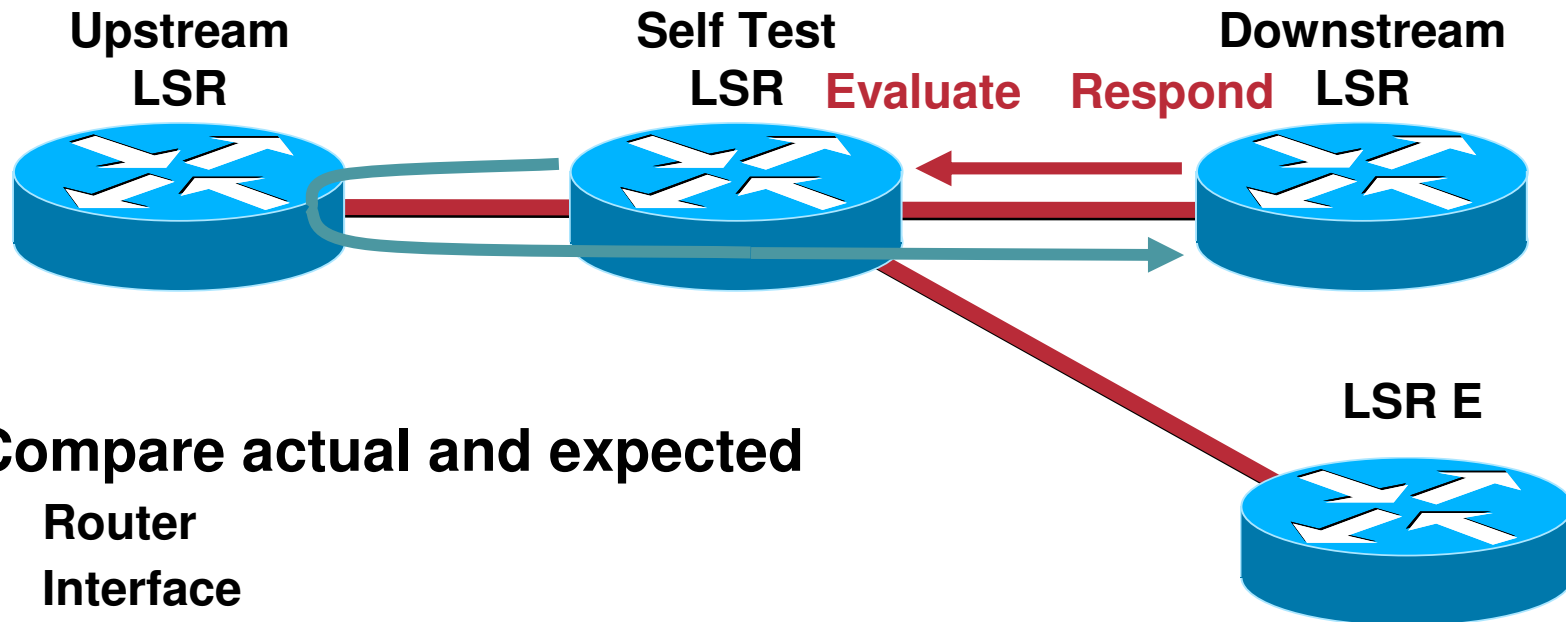 Upstream
LSR
Self Test
LSR
Evaluate
Respond
Downstream
LSR
LSR E
Compare actual and expected
Router
Interface